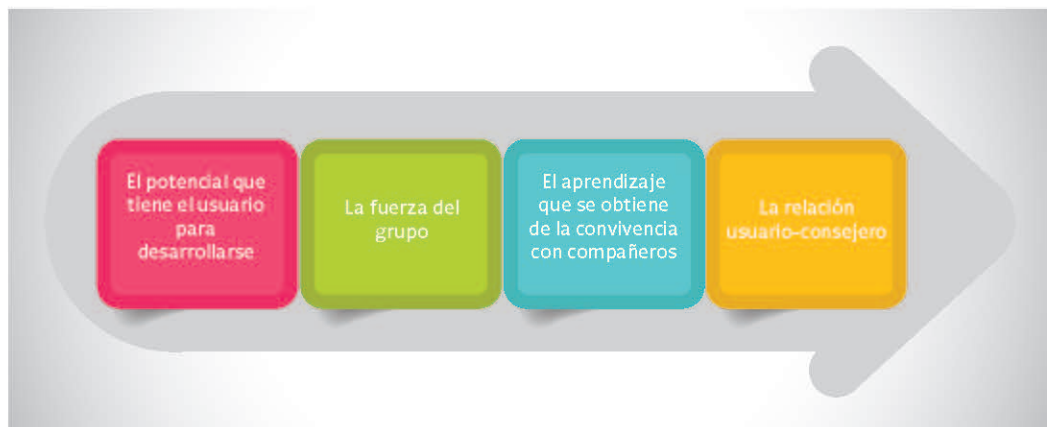 El potencial que
tiene el usuario
para
desarrollarse
La fuerza del
grupo
El aprendizaje
que se obtiene
de la convivencia
con compañeros
La relación
usuario-consejero